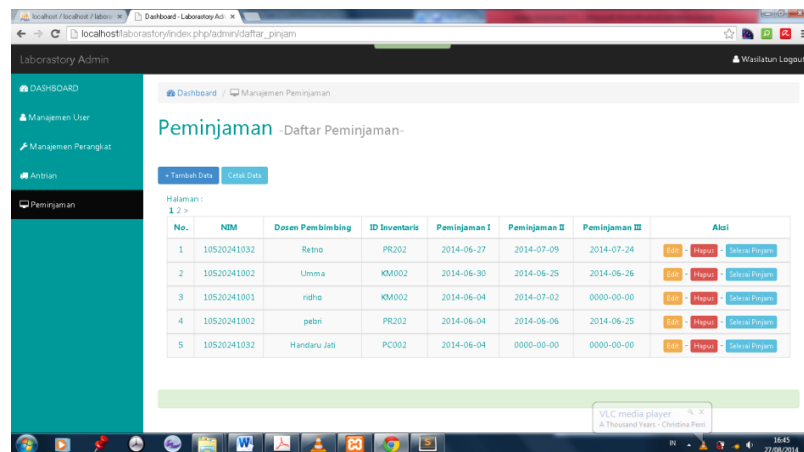 localhost / localhost / labora
Dashboard - Laborastory Adm
localhost/laborastory/index.php/admin/daftar_pinjam
Laborastory Admin
Wasilatun Logout
DASHBOARD
Manajemen User
Manajemen Perangkat
Antrian
Peminjaman
Dashboard / Manajemen Peminjaman
Peminjaman -Daftar Peminjaman-
+ Tambah Data Cetak Data
Halaman :
1 2 >
No. NIM Dosen Pembimbing ID Inventaris Peminjaman I Peminjaman II Peminjaman III Aksi
1 10520241032 Retno PR202 2014-06-27 2014-07-09 2014-07-24 Edit - Hapus - Selesai Pinjam
2 10520241002 Umma KM002 2014-06-30 2014-06-25 2014-06-26 Edit - Hapus - Selesai Pinjam
3 10520241001 ridho KM002 2014-06-04 2014-07-02 0000-00-00 Edit - Hapus - Selesai Pinjam
4 10520241002 pebri PR202 2014-06-04 2014-06-06 2014-06-25 Edit - Hapus - Selesai Pinjam
5 10520241032 Handaru Jati PC002 2014-06-04 0000-00-00 0000-00-00 Edit - Hapus - Selesai Pinjam
VLC media player
A Thousand Years - Christina Perri
IN
16:45
27/08/2014